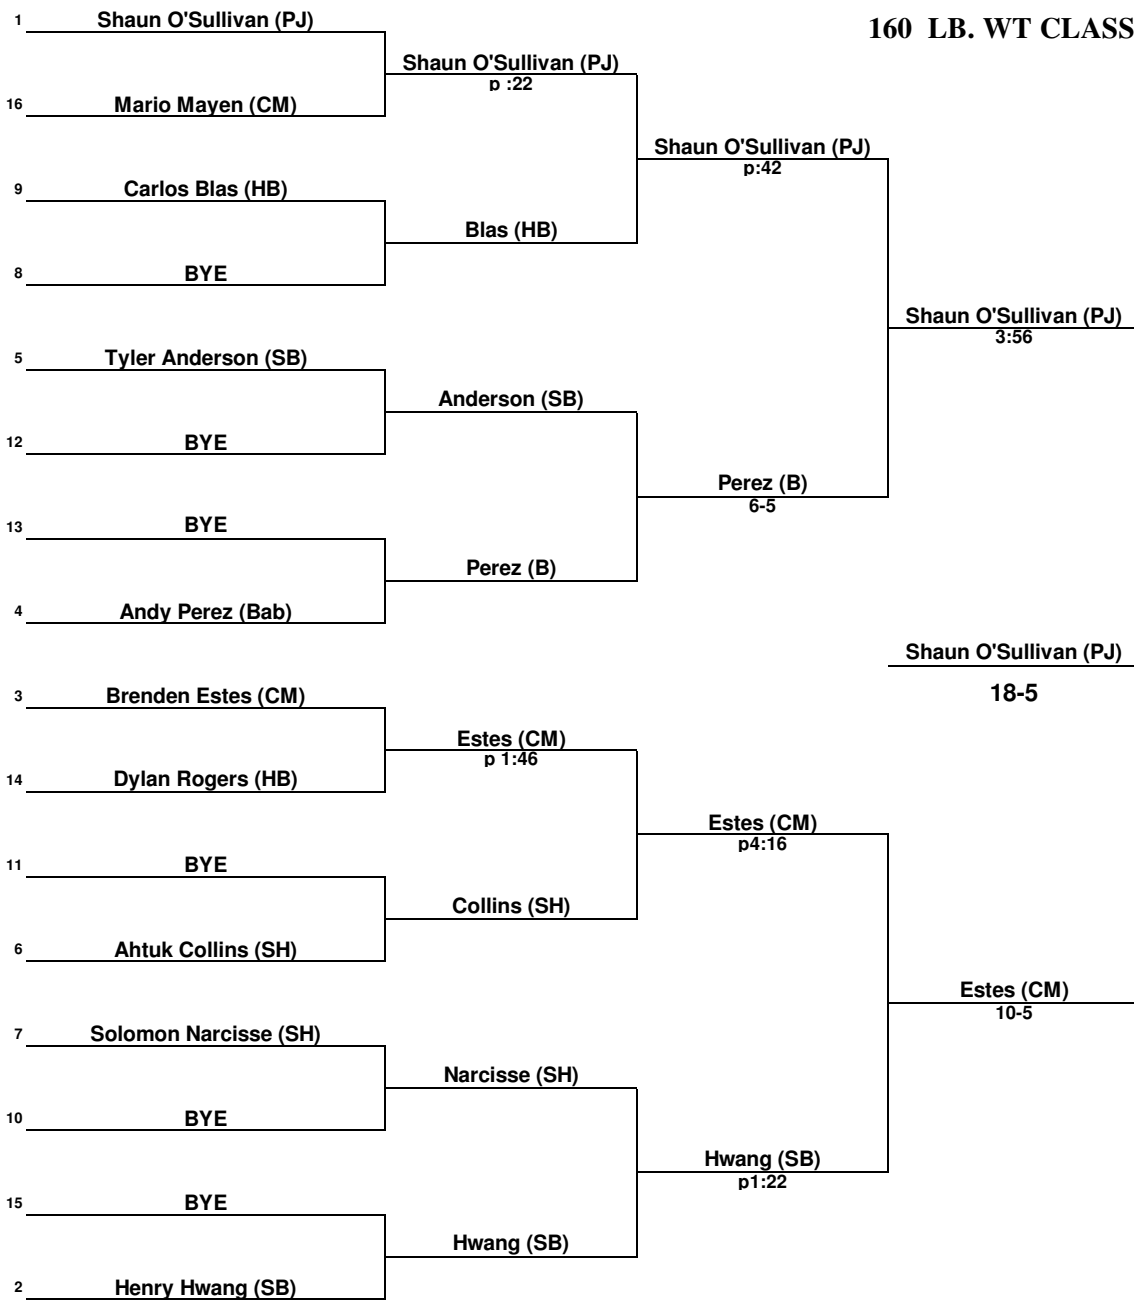 160 LB. WT CLASS
1 Shaun O'Sullivan (PJ)
Shaun O'Sullivan (PJ)
p :22
16 Mario Mayen (CM)
Shaun O'Sullivan (PJ)
p:42
9 Carlos Blas (HB)
Blas (HB)
8 BYE
Shaun O'Sullivan (PJ)
3:56
5 Tyler Anderson (SB)
Anderson (SB)
12 BYE
Perez (B)
6-5
13 BYE
Perez (B)
4 Andy Perez (Bab)
Shaun O'Sullivan (PJ)
18-5
3 Brenden Estes (CM)
Estes (CM)
p 1:46
14 Dylan Rogers (HB)
Estes (CM)
p4:16
11 BYE
Collins (SH)
6 Ahtuk Collins (SH)
Estes (CM)
10-5
7 Solomon Narcisse (SH)
Narcisse (SH)
10 BYE
Hwang (SB)
p1:22
15 BYE
Hwang (SB)
2 Henry Hwang (SB)